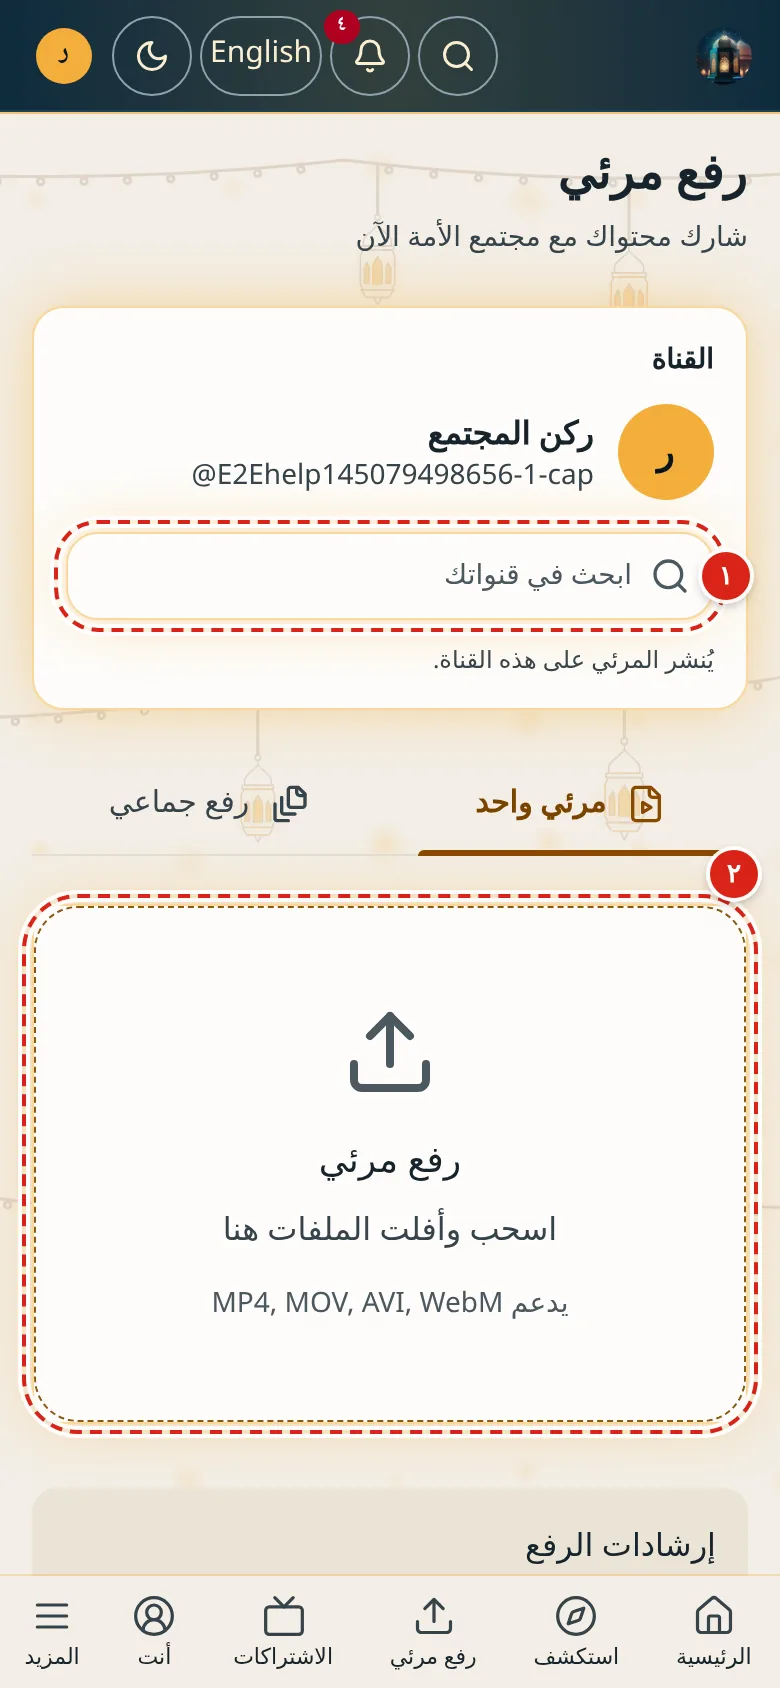 ر
English
٤
رفع مرئي
شارك محتواك مع مجتمع الأمة الآن
القناة
ر
ركن المجتمع
@E2Ehelp145079498656-1-cap
ابحث في قنواتك
١
يُنشر المرئي على هذه القناة.
مرئي واحد
رفع جماعي
٢
رفع مرئي
اسحب وأفلت الملفات هنا
يدعم MP4, MOV, AVI, WebM
إرشادات الرفع
الرئيسية
استكشف
رفع مرئي
الاشتراكات
أنت
المزيد